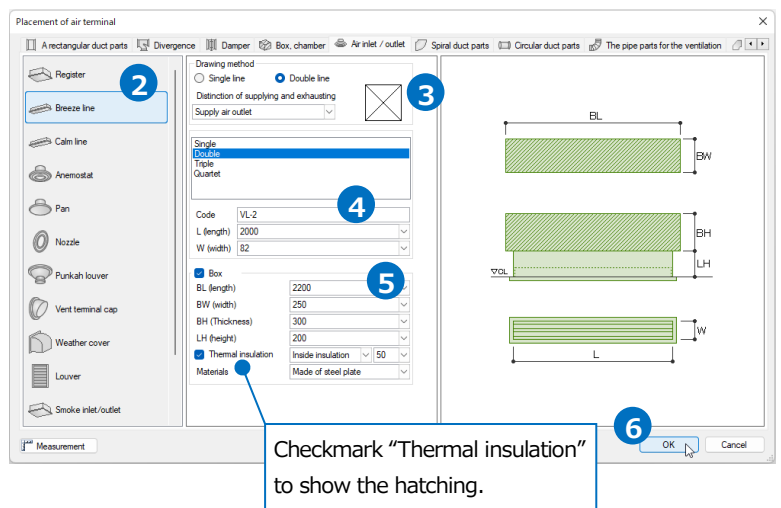 Placement of air terminal
A rectangular duct parts Divergence Damper Box, chamber Air inlet / outlet Spiral duct parts Circular duct parts The pipe parts for the ventilation
2
Register
Breeze line
Calm line
Anemostat
Pan
Nozzle
Punkah louver
Vent terminal cap
Weather cover
Louver
Smoke inlet/outlet
Drawing method
Single line Double line
Distinction of supplying and exhausting
Supply air outlet
3
Single
Double
Triple
Quartet
4
Code VL-2
L (length) 2000
W (width) 82
5
Box
BL (length) 2200
BW (width) 250
BH (Thickness) 300
LH (height) 200
Thermal insulation Inside insulation 50
Materials Made of steel plate
BL
BW
BH
LH
▽CL
W
L
Checkmark “Thermal insulation”
to show the hatching.
6
Measurement
OK Cancel